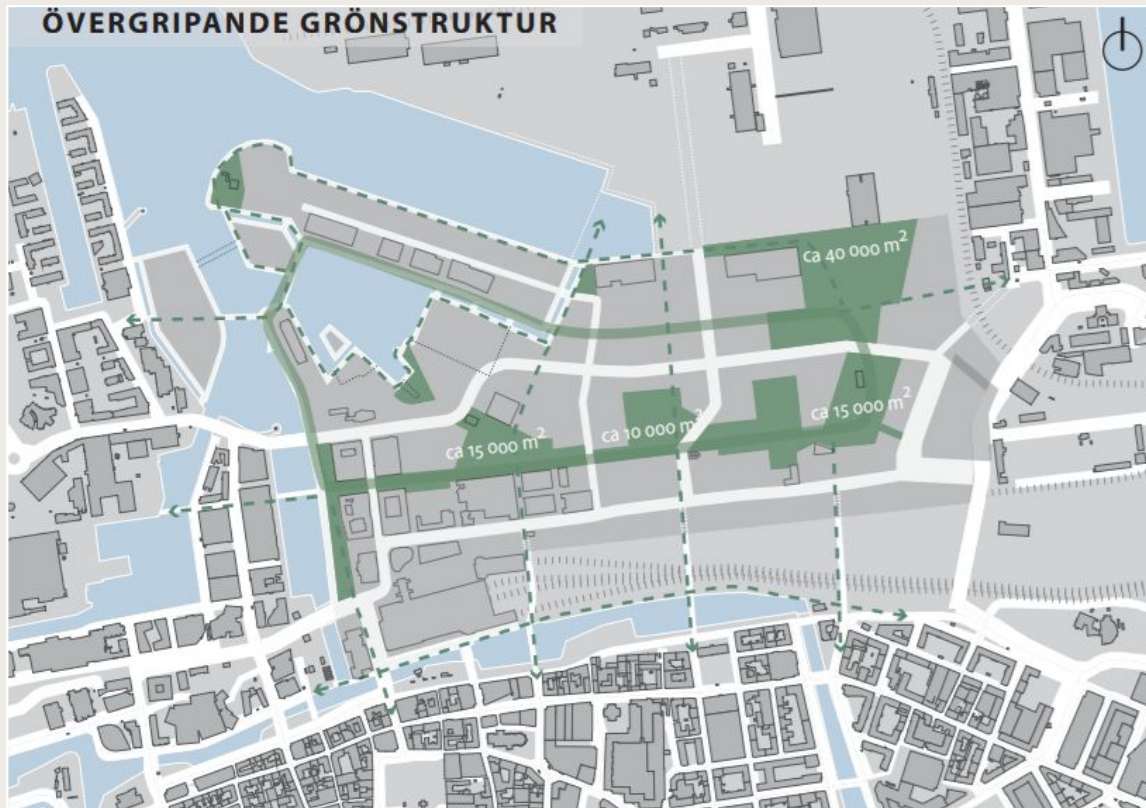 ÖVERGRIPANDE GRÖNSTRUKTUR
ca 40 000 m²
ca 15 000 m²
ca 10 000 m²
ca 15 000 m²